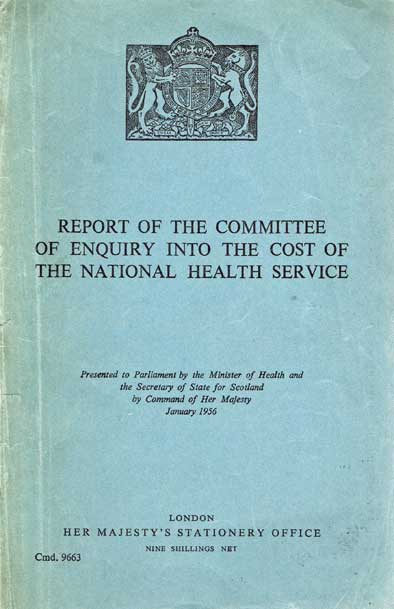 REPORT OF THE COMMITTEE
OF ENQUIRY INTO THE COST OF
THE NATIONAL HEALTH SERVICE
Presented to Parliament by the Minister of Health and
the Secretary of State for Scotland
by Command of Her Majesty
January 1956
LONDON
HER MAJESTY'S STATIONERY OFFICE
NINE SHILLINGS NET
Cmd. 9663